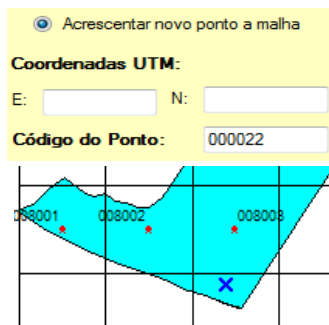 Acrescentar novo ponto a malha
Coordenadas UTM:
E: N:
Código do Ponto: 000022
008001 008002 008003